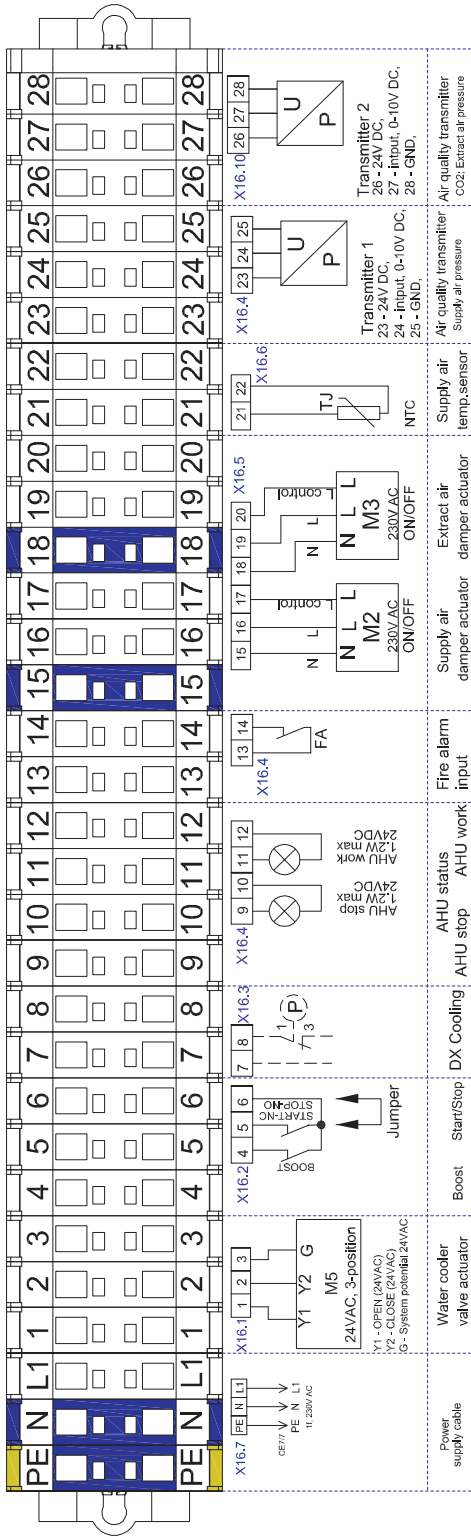 PE N L1 1 2 3 4 5 6 7 8 9 10 11 12 13 14 15 16 17 18 19 20 21 22 23 24 25 26 27 28
PE N L1 1 2 3 4 5 6 7 8 9 10 11 12 13 14 15 16 17 18 19 20 21 22 23 24 25 26 27 28
X16.7
PE N L1
PE N L1
1f, 230V AC
Power
supply cable
X16.1
1 2 3
Y1 Y2 G
M5
24VAC, 3-position
Y1 - OPEN (24VAC)
Y2 - CLOSE (24VAC)
G - System potential 24VAC
Water cooler
valve actuator
X16.2
4 5 6
BOOST
START-NC
STOP-NO
Jumper
Boost Start/Stop
X16.3
7 8
1
P
3
DX Cooling
X16.4
9 10 11 12
AHU stop
1.2W max
24VDC
AHU work
1.2W max
24VDC
AHU status
AHU stop AHU work
X16.4
13 14
FA
Fire alarm
input
15 16 17
N L L control
N L L
M2
230V AC
ON/OFF
Supply air
damper actuator
X16.5
18 19 20
N L L control
N L L
M3
230V AC
ON/OFF
Extract air
damper actuator
X16.6
21 22
TJ
NTC
Supply air
temp.sensor
X16.4
23 24 25
U
P
Transmitter 1
23 - 24V DC,
24 - intput, 0-10V DC,
25 - GND,
Air quality transmitter
Supply air pressure
X16.10
26 27 28
U
P
Transmitter 2
26 - 24V DC,
27 - intput, 0-10V DC,
28 - GND,
Air quality transmitter
CO2; Extract air pressure